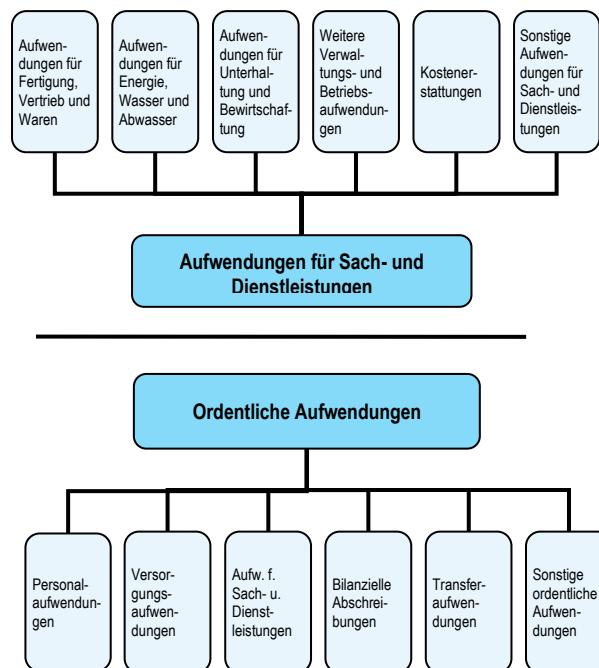 Aufwen-
dungen für
Fertigung,
Vertrieb und
Waren
Aufwen-
dungen für
Energie,
Wasser und
Abwasser
Aufwen-
dungen für
Unterhal-
tung und
Bewirtschaf-
tung
Weitere
Verwal-
tungs- und
Betriebs-
aufwendun-
gen
Kostener-
stattungen
Sonstige
Aufwen-
dungen für
Sach- und
Dienstleis-
tungen
Aufwendungen für Sach- und
Dienstleistungen
Ordentliche Aufwendungen
Personal-
aufwendun-
gen
Versor-
gungs-
aufwen-
dungen
Aufw. f.
Sach- u.
Dienst-
leistungen
Bilanzielle
Abschrei-
bungen
Transfer-
aufwen-
dungen
Sonstige
ordentliche
Aufwen-
dungen